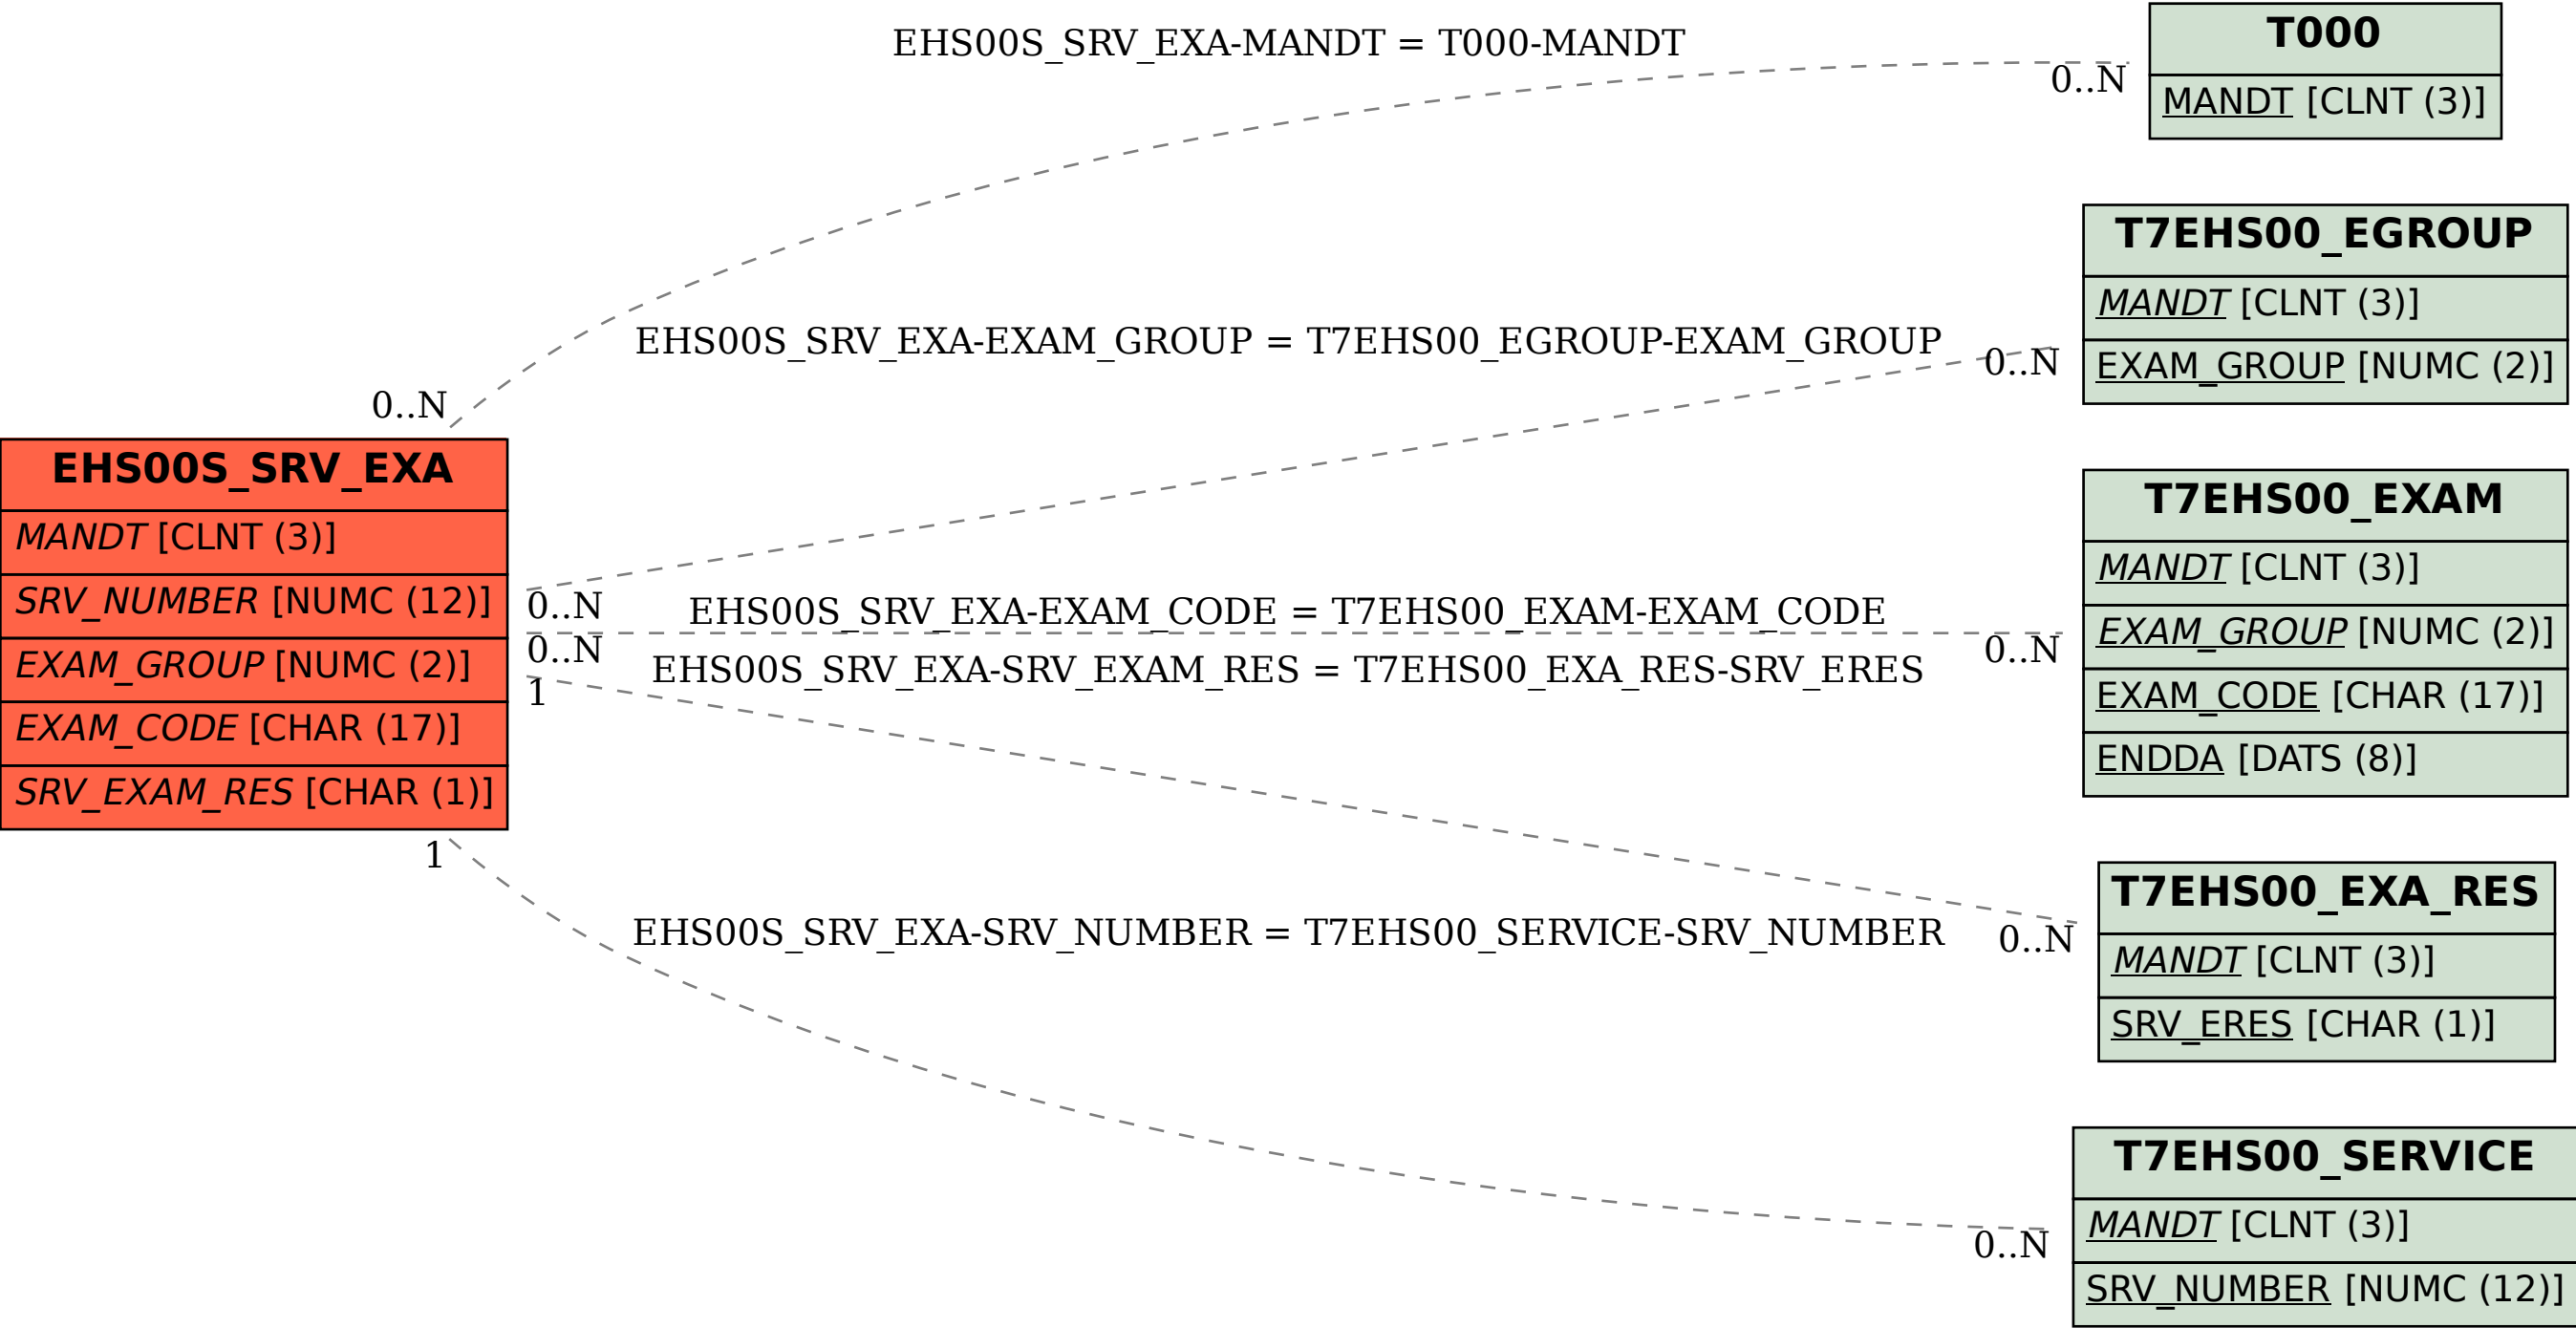 EHS00S_SRV_EXA-MANDT = T000-MANDT
0..N
0..N
T000
MANDT [CLNT (3)]
EHS00S_SRV_EXA-EXAM_GROUP = T7EHS00_EGROUP-EXAM_GROUP
0..N
0..N
T7EHS00_EGROUP
MANDT [CLNT (3)]
EXAM_GROUP [NUMC (2)]
EHS00S_SRV_EXA
MANDT [CLNT (3)]
SRV_NUMBER [NUMC (12)]
EXAM_GROUP [NUMC (2)]
EXAM_CODE [CHAR (17)]
SRV_EXAM_RES [CHAR (1)]
EHS00S_SRV_EXA-EXAM_CODE = T7EHS00_EXAM-EXAM_CODE
0..N
0..N
T7EHS00_EXAM
MANDT [CLNT (3)]
EXAM_GROUP [NUMC (2)]
EXAM_CODE [CHAR (17)]
ENDDA [DATS (8)]
EHS00S_SRV_EXA-SRV_EXAM_RES = T7EHS00_EXA_RES-SRV_ERES
1
0..N
T7EHS00_EXA_RES
MANDT [CLNT (3)]
SRV_ERES [CHAR (1)]
EHS00S_SRV_EXA-SRV_NUMBER = T7EHS00_SERVICE-SRV_NUMBER
1
0..N
T7EHS00_SERVICE
MANDT [CLNT (3)]
SRV_NUMBER [NUMC (12)]